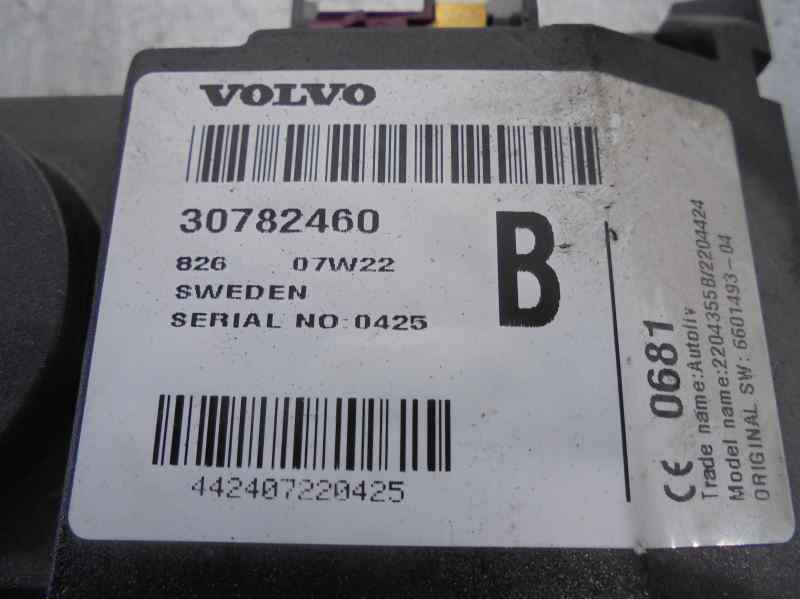 VOLVO
30782460
826 07W22
SWEDEN
SERIAL NO:0425
B
442407220425
CE 0681
Trade name:Autoliv
Model name:2204355B/2204424
ORIGINAL SW: 6601493-04